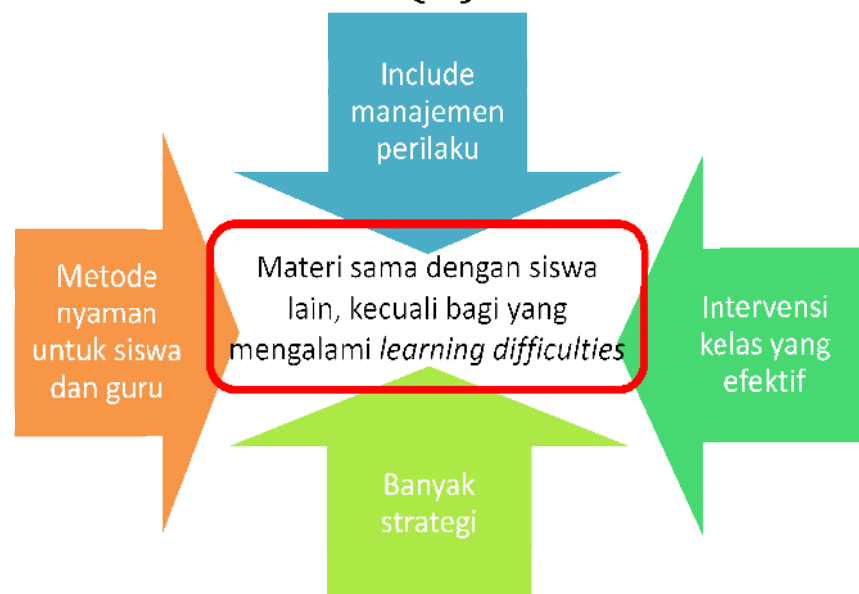 Include
manajemen
perilaku
Metode
nyaman
untuk siswa
dan guru
Materi sama dengan siswa
lain, kecuali bagi yang
mengalami learning difficulties
Intervensi
kelas yang
efektif
Banyak
strategi